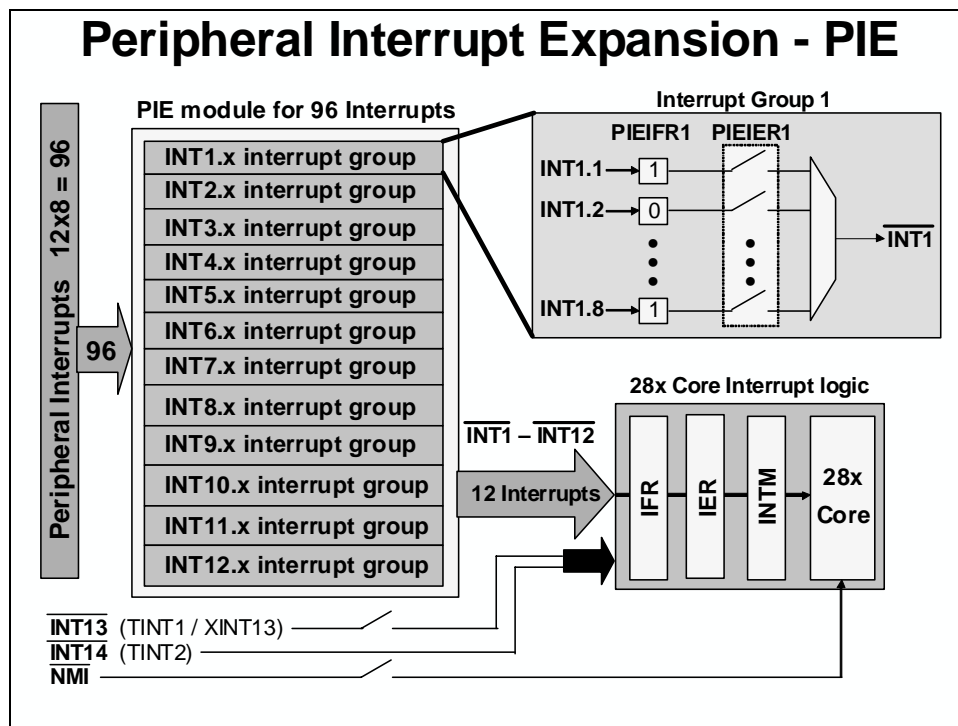 Peripheral Interrupt Expansion - PIE
Peripheral Interrupts 12x8 = 96
96
PIE module for 96 Interrupts
INT1.x interrupt group
INT2.x interrupt group
INT3.x interrupt group
INT4.x interrupt group
INT5.x interrupt group
INT6.x interrupt group
INT7.x interrupt group
INT8.x interrupt group
INT9.x interrupt group
INT10.x interrupt group
INT11.x interrupt group
INT12.x interrupt group
Interrupt Group 1
PIEIFR1 PIEIER1
INT1.1 1
INT1.2 0
INT1.8 1
INT1
INT1 – INT12
12 Interrupts
28x Core Interrupt logic
IFR
IER
INTM
28x
Core
INT13 (TINT1 / XINT13)
INT14 (TINT2)
NMI